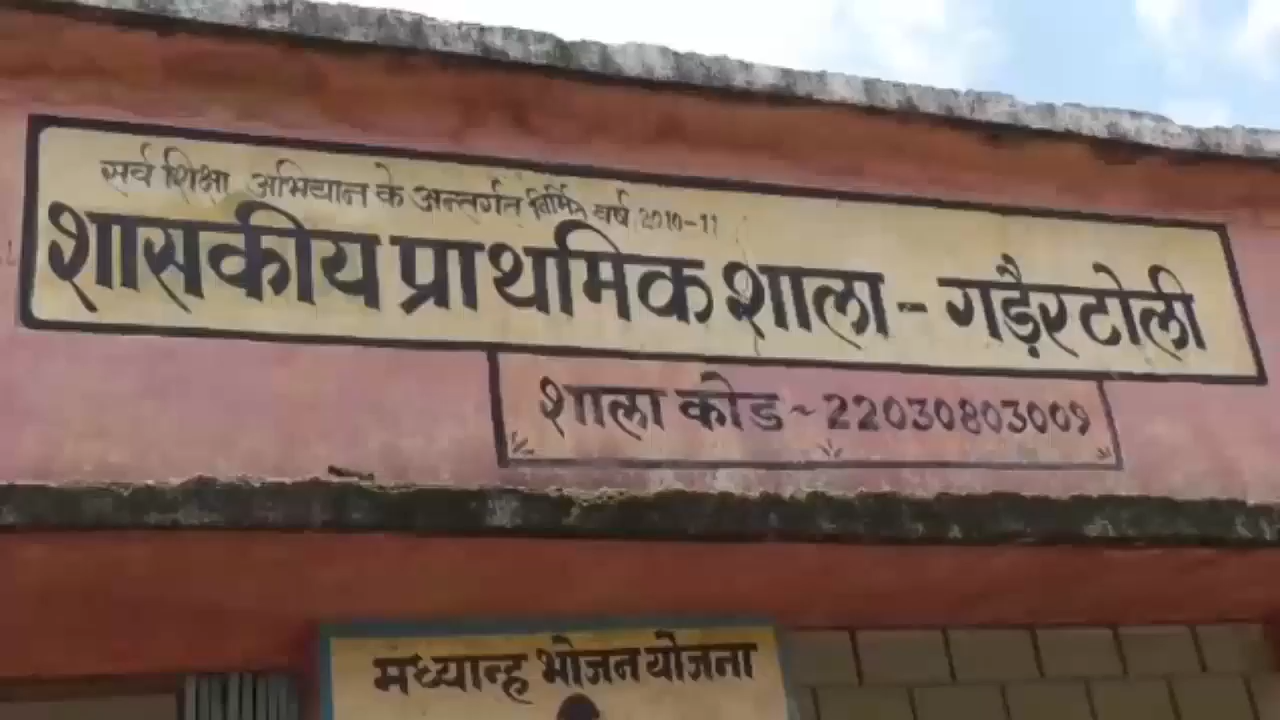 सर्व शिक्षा अभियान के अन्तर्गत निर्मित वर्ष 2010-11
शासकीय प्राथमिक शाला - गड़ैरटोली
शाला कोड ~ 22030803009
मध्यान्ह भोजन योजना